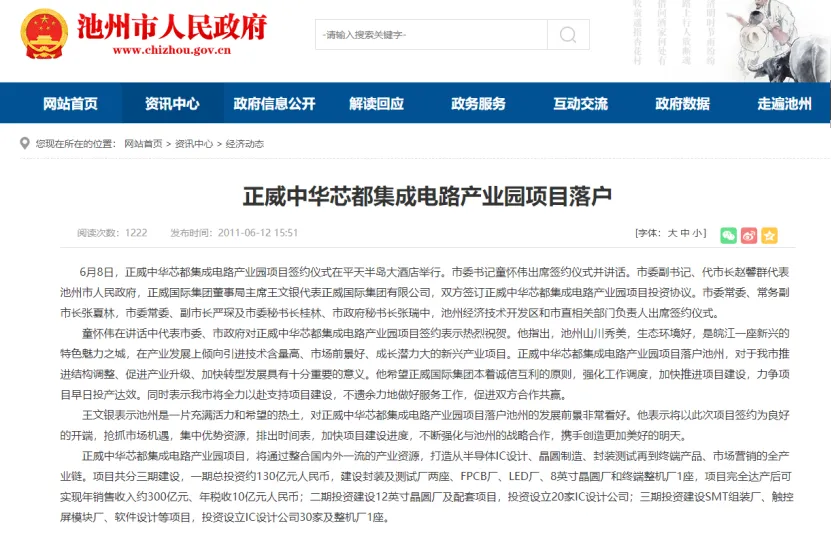 池州市人民政府
www.chizhou.gov.cn
-请输入搜索关键字-
清明时节雨纷纷
路上行人欲断魂
借问酒家何处有
牧童遥指杏花村
网站首页 资讯中心 政府信息公开 解读回应 政务服务 互动交流 政府数据 走遍池州
您现在所在的位置： 网站首页 > 资讯中心 > 经济动态
正威中华芯都集成电路产业园项目落户
阅读次数：1222 发布时间：2011-06-12 15:51 [字体：大 中 小]
6月8日，正威中华芯都集成电路产业园项目签约仪式在平天半岛大酒店举行。市委书记童怀伟出席签约仪式并讲话。市委副书记、代市长赵馨群代表
池州市人民政府，正威国际集团董事局主席王文银代表正威国际集团有限公司，双方签订正威中华芯都集成电路产业园项目投资协议。市委常委、常务副
市长张夏林，市委常委、副市长严琛及市委秘书长桂林、市政府秘书长张瑞中，池州经济技术开发区和市直相关部门负责人出席签约仪式。
童怀伟在讲话中代表市委、市政府对正威中华芯都集成电路产业园项目签约表示热烈祝贺。他指出，池州山川秀美，生态环境好，是皖江一座新兴的
特色魅力之城，在产业发展上倾向引进技术含量高、市场前景好、成长潜力大的新兴产业项目。正威中华芯都集成电路产业园项目落户池州，对于我市推
进结构调整、促进产业升级、加快转型发展具有十分重要的意义。他希望正威国际集团本着诚信互利的原则，强化工作调度，加快推进项目建设，力争项
目早日投产达效。同时表示我市将全力以赴支持项目建设，不遗余力地做好服务工作，促进双方合作共赢。
王文银表示池州是一片充满活力和希望的热土，对正威中华芯都集成电路产业园项目落户池州的发展前景非常看好。他表示将以此次项目签约为良好
的开端，抢抓市场机遇，集中优势资源，排出时间表，加快项目建设进度，不断强化与池州的战略合作，携手创造更加美好的明天。
正威中华芯都集成电路产业园项目，将通过整合国内外一流的产业资源，打造从半导体IC设计、晶圆制造、封装测试再到终端产品、市场营销的全产
业链。项目共分三期建设，一期总投资约130亿元人民币，建设封装及测试厂两座、FPCB厂、LED厂、8英寸晶圆厂和终端整机厂1座，项目完全达产后可
实现年销售收入约300亿元、年税收10亿元人民币；二期投资建设12英寸晶圆厂及配套项目，投资设立20家IC设计公司；三期投资建设SMT组装厂、触控
屏模块厂、软件设计等项目，投资设立IC设计公司30家及整机厂1座。